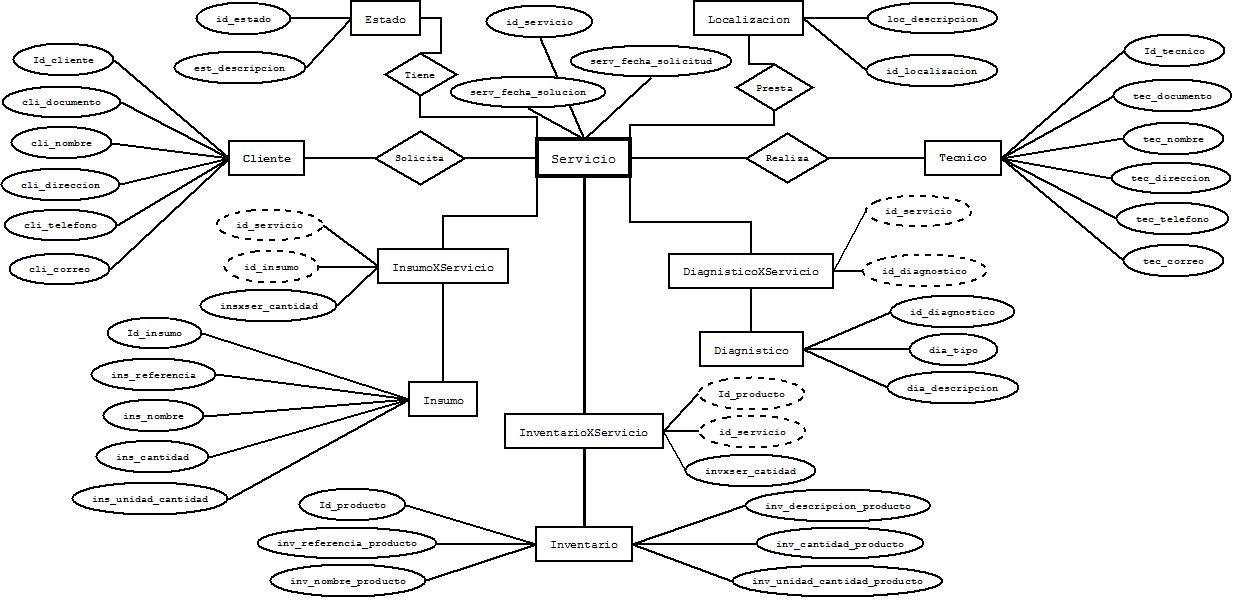 id_estado
Estado
id_servicio
Localizacion
loc_descripcion
Id_cliente
est_descripcion
Tiene
serv_fecha_solicitud
id_localizacion
Id_tecnico
cli_documento
serv_fecha_solucion
Presta
tec_documento
cli_nombre
tec_nombre
Cliente
Solicita
Servicio
Realiza
Tecnico
cli_direccion
tec_direccion
cli_telefono
id_servicio
id_servicio
tec_telefono
cli_correo
id_insumo
InsumoXServicio
DiagnisticoXServicio
id_diagnostico
tec_correo
insxser_cantidad
id_diagnostico
Id_insumo
Diagnistico
dia_tipo
ins_referencia
dia_descripcion
Insumo
Id_producto
ins_nombre
InventarioXServicio
id_servicio
ins_cantidad
invxser_catidad
ins_unidad_cantidad
Id_producto
inv_descripcion_producto
inv_referencia_producto
Inventario
inv_cantidad_producto
inv_nombre_producto
inv_unidad_cantidad_producto